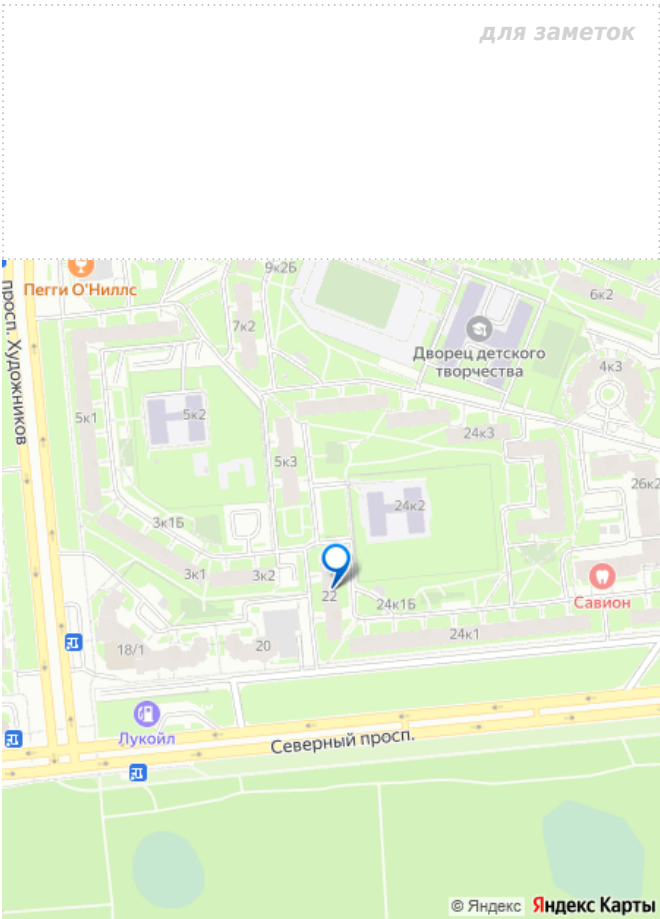 для заметок
9к2Б
Пегги О'Ниллс
6к2
просп. Художников
7к2
Дворец детского
творчества
4к3
5к1
5к2
24к3
5к3
26к2
24к2
3к1Б
3к1
3к2
22
24к1Б
Савион
18/1
20
24к1
Лукойл
Северный просп.
© Яндекс
Яндекс Карты